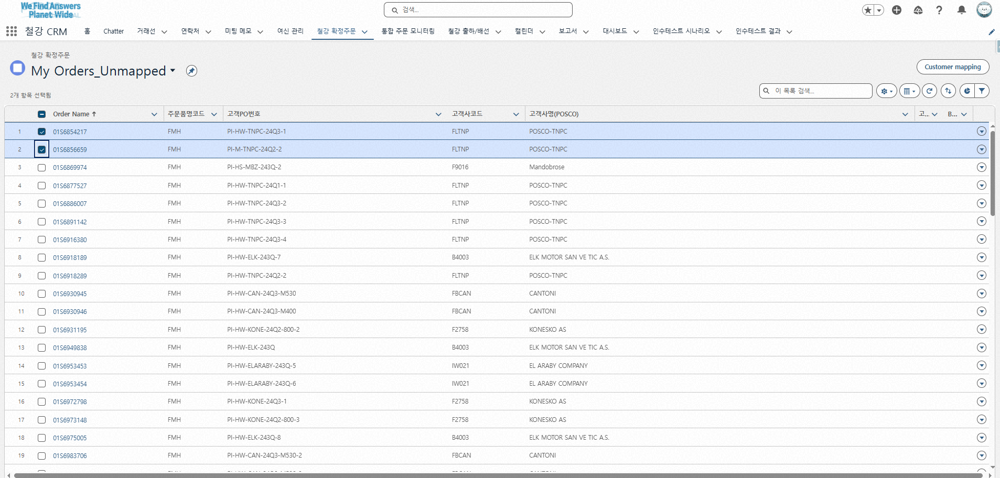 We Find Answers
Planet Wide
검색...
철강 CRM 홈 Chatter 거래선 연락처 미팅 메모 여신 관리 철강 확정주문 통합 주문 모니터링 철강 출하/배선 캘린더 보고서 대시보드 인수테스트 시나리오 인수테스트 결과
철강 확정주문
My Orders_Unmapped
Customer mapping
2개 항목 선택됨
이 목록 검색...
Order Name ↑ 주문품명코드 고객PO번호 고객사코드 고객사명(POSCO) 고... B...
1 01S6854217 FMH PI-HW-TNPC-24Q3-1 FLTNP POSCO-TNPC
2 01S6856659 FMH PI-M-TNPC-24Q2-2 FLTNP POSCO-TNPC
3 01S6869974 FMH PI-HS-MBZ-243Q-2 F9016 Mandobrose
4 01S6877527 FMH PI-HW-TNPC-24Q1-1 FLTNP POSCO-TNPC
5 01S6886007 FMH PI-HW-TNPC-24Q3-2 FLTNP POSCO-TNPC
6 01S6891142 FMH PI-HW-TNPC-24Q3-3 FLTNP POSCO-TNPC
7 01S6916380 FMH PI-HW-TNPC-24Q3-4 FLTNP POSCO-TNPC
8 01S6918189 FMH PI-HW-ELK-243Q-7 B4003 ELK MOTOR SAN VE TIC A.S.
9 01S6918289 FMH PI-HW-TNPC-24Q2-2 FLTNP POSCO-TNPC
10 01S6930945 FMH PI-HW-CAN-24Q3-M530 FBCAN CANTONI
11 01S6930946 FMH PI-HW-CAN-24Q3-M400 FBCAN CANTONI
12 01S6931195 FMH PI-HW-KONE-24Q2-800-2 F2758 KONESKO AS
13 01S6949838 FMH PI-HW-ELK-243Q B4003 ELK MOTOR SAN VE TIC A.S.
14 01S6953453 FMH PI-HW-ELARABY-243Q-5 IW021 EL ARABY COMPANY
15 01S6953454 FMH PI-HW-ELARABY-243Q-6 IW021 EL ARABY COMPANY
16 01S6972798 FMH PI-HW-KONE-24Q3-1 F2758 KONESKO AS
17 01S6973148 FMH PI-HW-KONE-24Q2-800-3 F2758 KONESKO AS
18 01S6975005 FMH PI-HW-ELK-243Q-8 B4003 ELK MOTOR SAN VE TIC A.S.
19 01S6983706 FMH PI-HW-CAN-24Q3-M530-2 FBCAN CANTONI